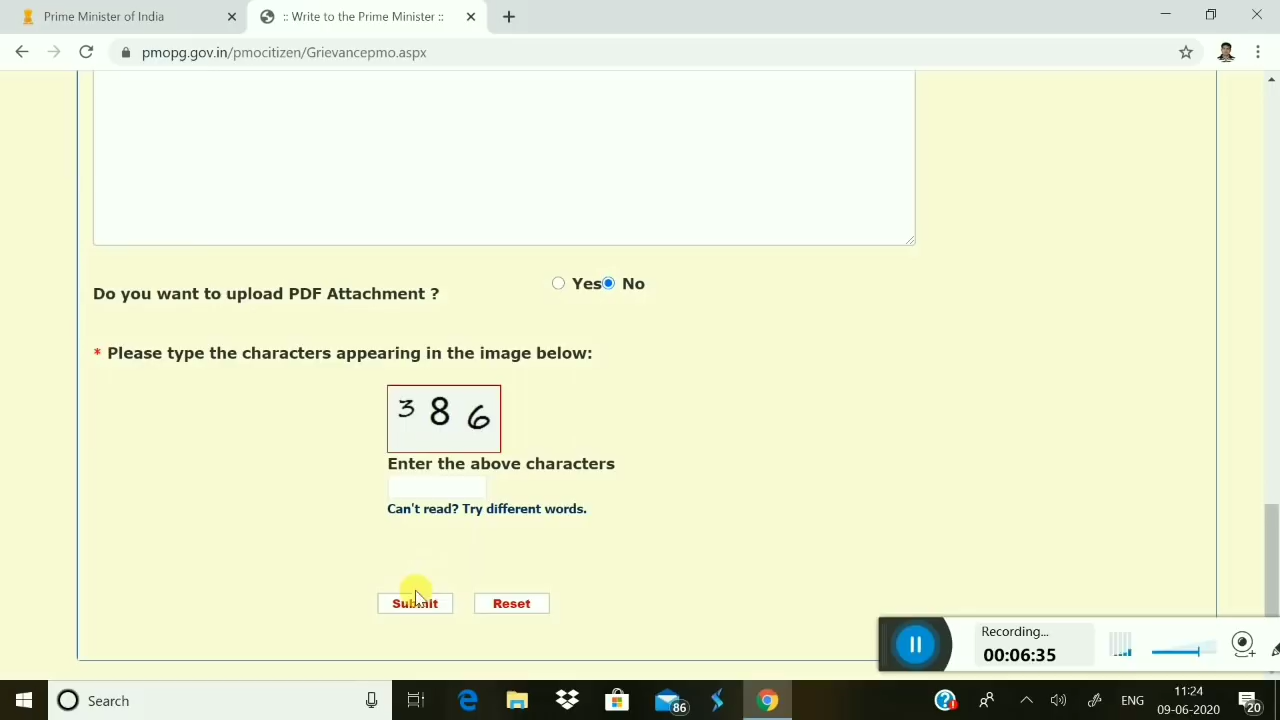 Prime Minister of India
:: Write to the Prime Minister ::
pmopg.gov.in/pmocitizen/Grievancepmo.aspx
Do you want to upload PDF Attachment ?
Yes No
* Please type the characters appearing in the image below:
3 8 6
Enter the above characters
Can't read? Try different words.
Submit Reset
Recording...
00:06:35
Search
86
ENG
11:24
09-06-2020
20